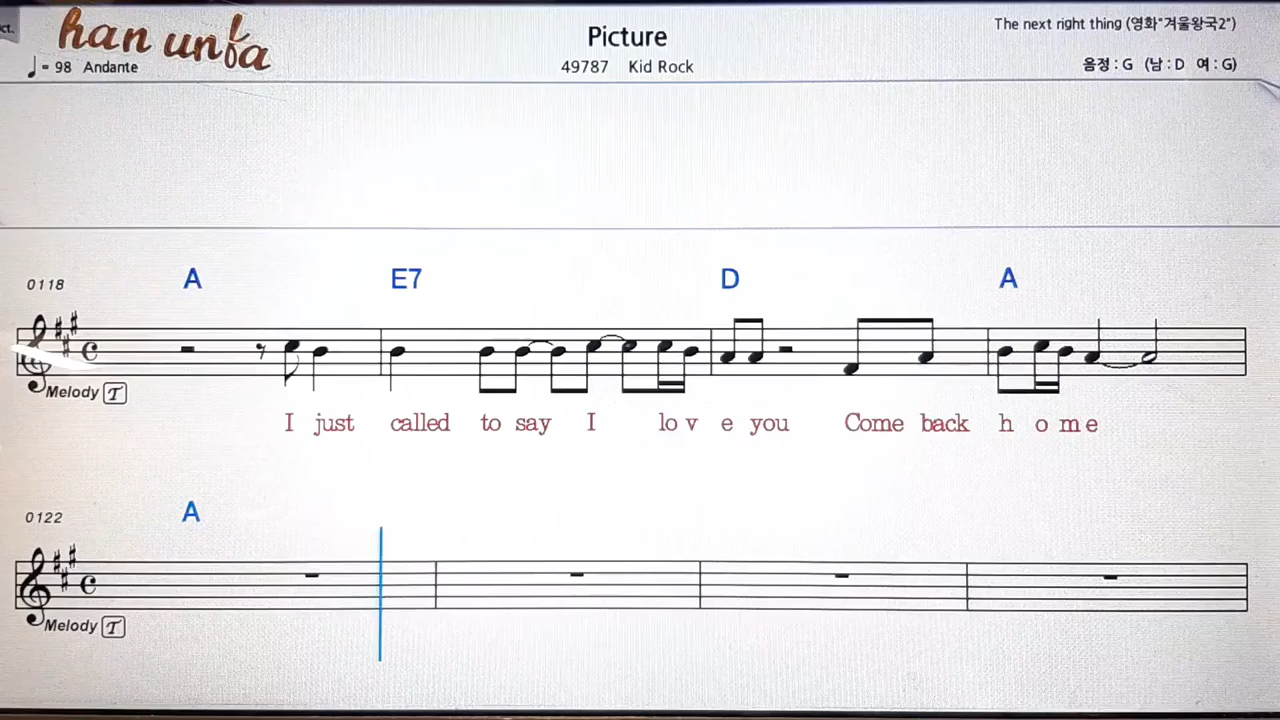 ct.
han unfa
Picture
The next right thing (영화"겨울왕국2")
♩= 98 Andante
49787 Kid Rock
음정 : G (남 : D 여 : G)
0118 A E7 D A
Melody T
I just called to say I lo v e you Come back h o m e
0122 A
Melody T